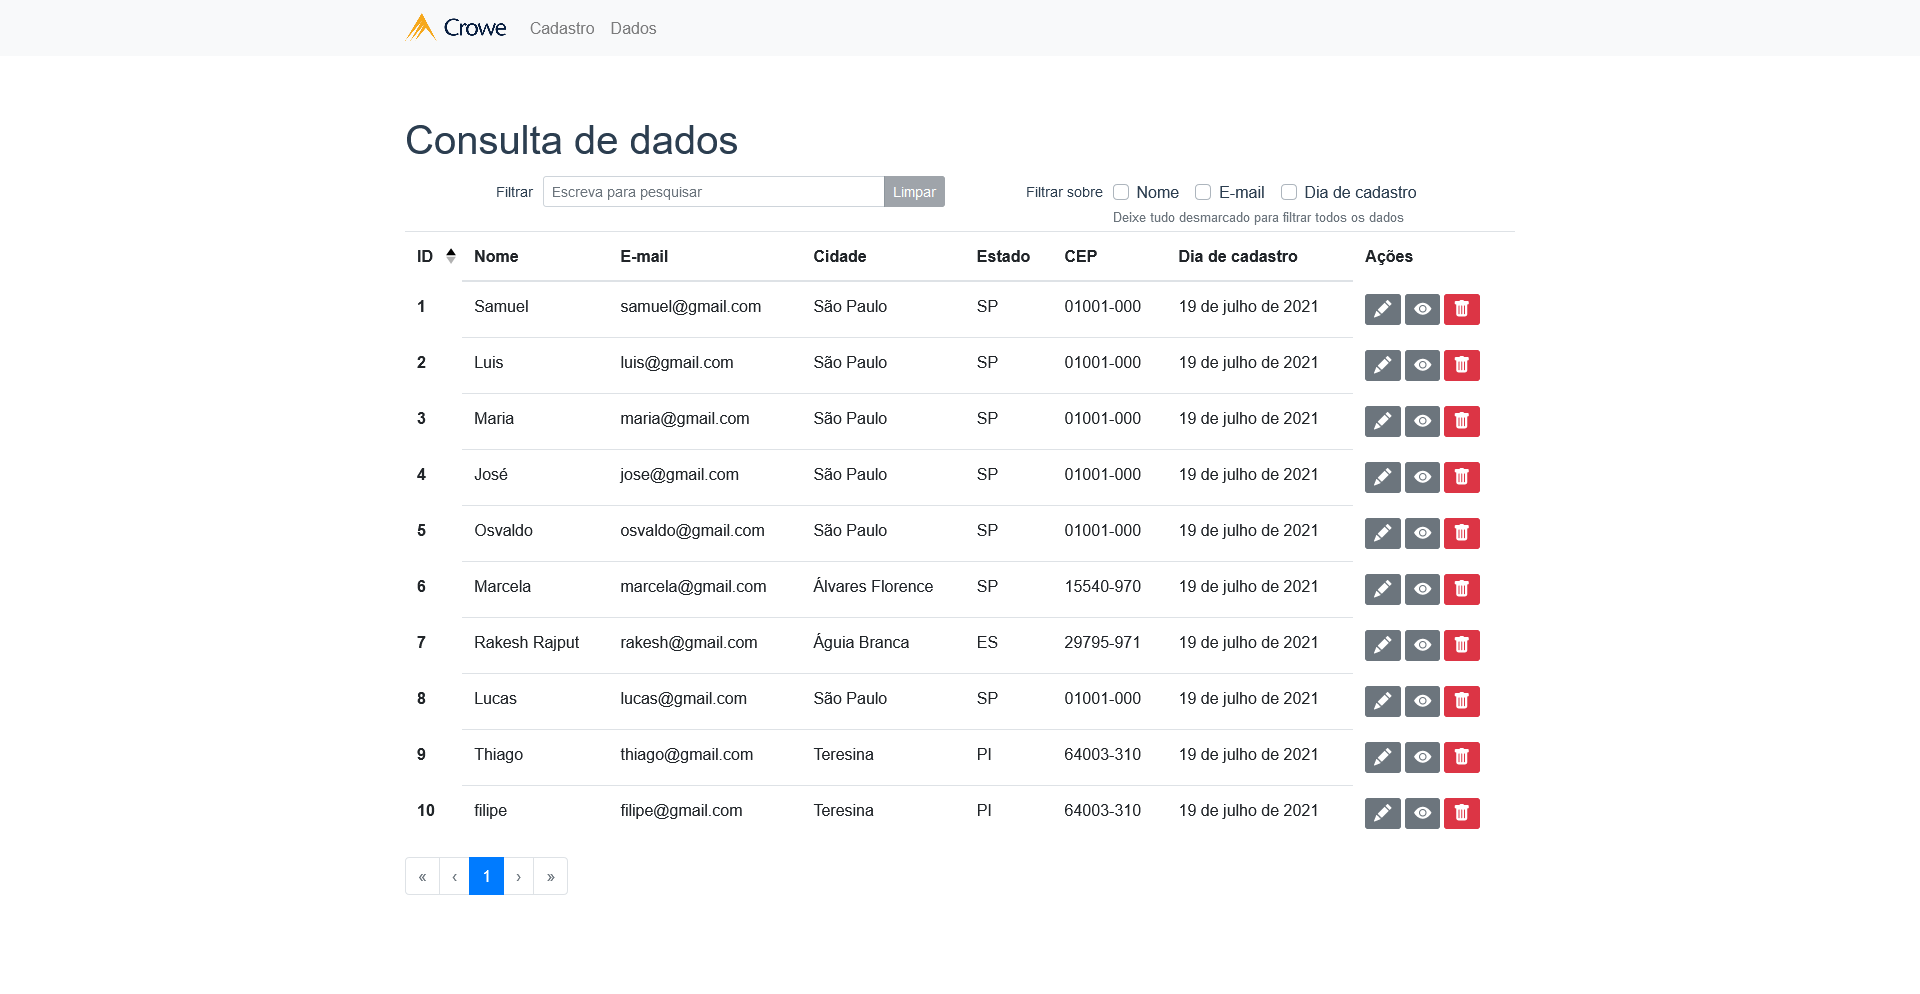 Crowe Cadastro Dados
Consulta de dados
Filtrar Escreva para pesquisar Limpar Filtrar sobre Nome E-mail Dia de cadastro
Deixe tudo desmarcado para filtrar todos os dados
ID Nome E-mail Cidade Estado CEP Dia de cadastro Ações
1 Samuel samuel@gmail.com São Paulo SP 01001-000 19 de julho de 2021
2 Luis luis@gmail.com São Paulo SP 01001-000 19 de julho de 2021
3 Maria maria@gmail.com São Paulo SP 01001-000 19 de julho de 2021
4 José jose@gmail.com São Paulo SP 01001-000 19 de julho de 2021
5 Osvaldo osvaldo@gmail.com São Paulo SP 01001-000 19 de julho de 2021
6 Marcela marcela@gmail.com Álvares Florence SP 15540-970 19 de julho de 2021
7 Rakesh Rajput rakesh@gmail.com Águia Branca ES 29795-971 19 de julho de 2021
8 Lucas lucas@gmail.com São Paulo SP 01001-000 19 de julho de 2021
9 Thiago thiago@gmail.com Teresina PI 64003-310 19 de julho de 2021
10 filipe filipe@gmail.com Teresina PI 64003-310 19 de julho de 2021
« ‹ 1 › »